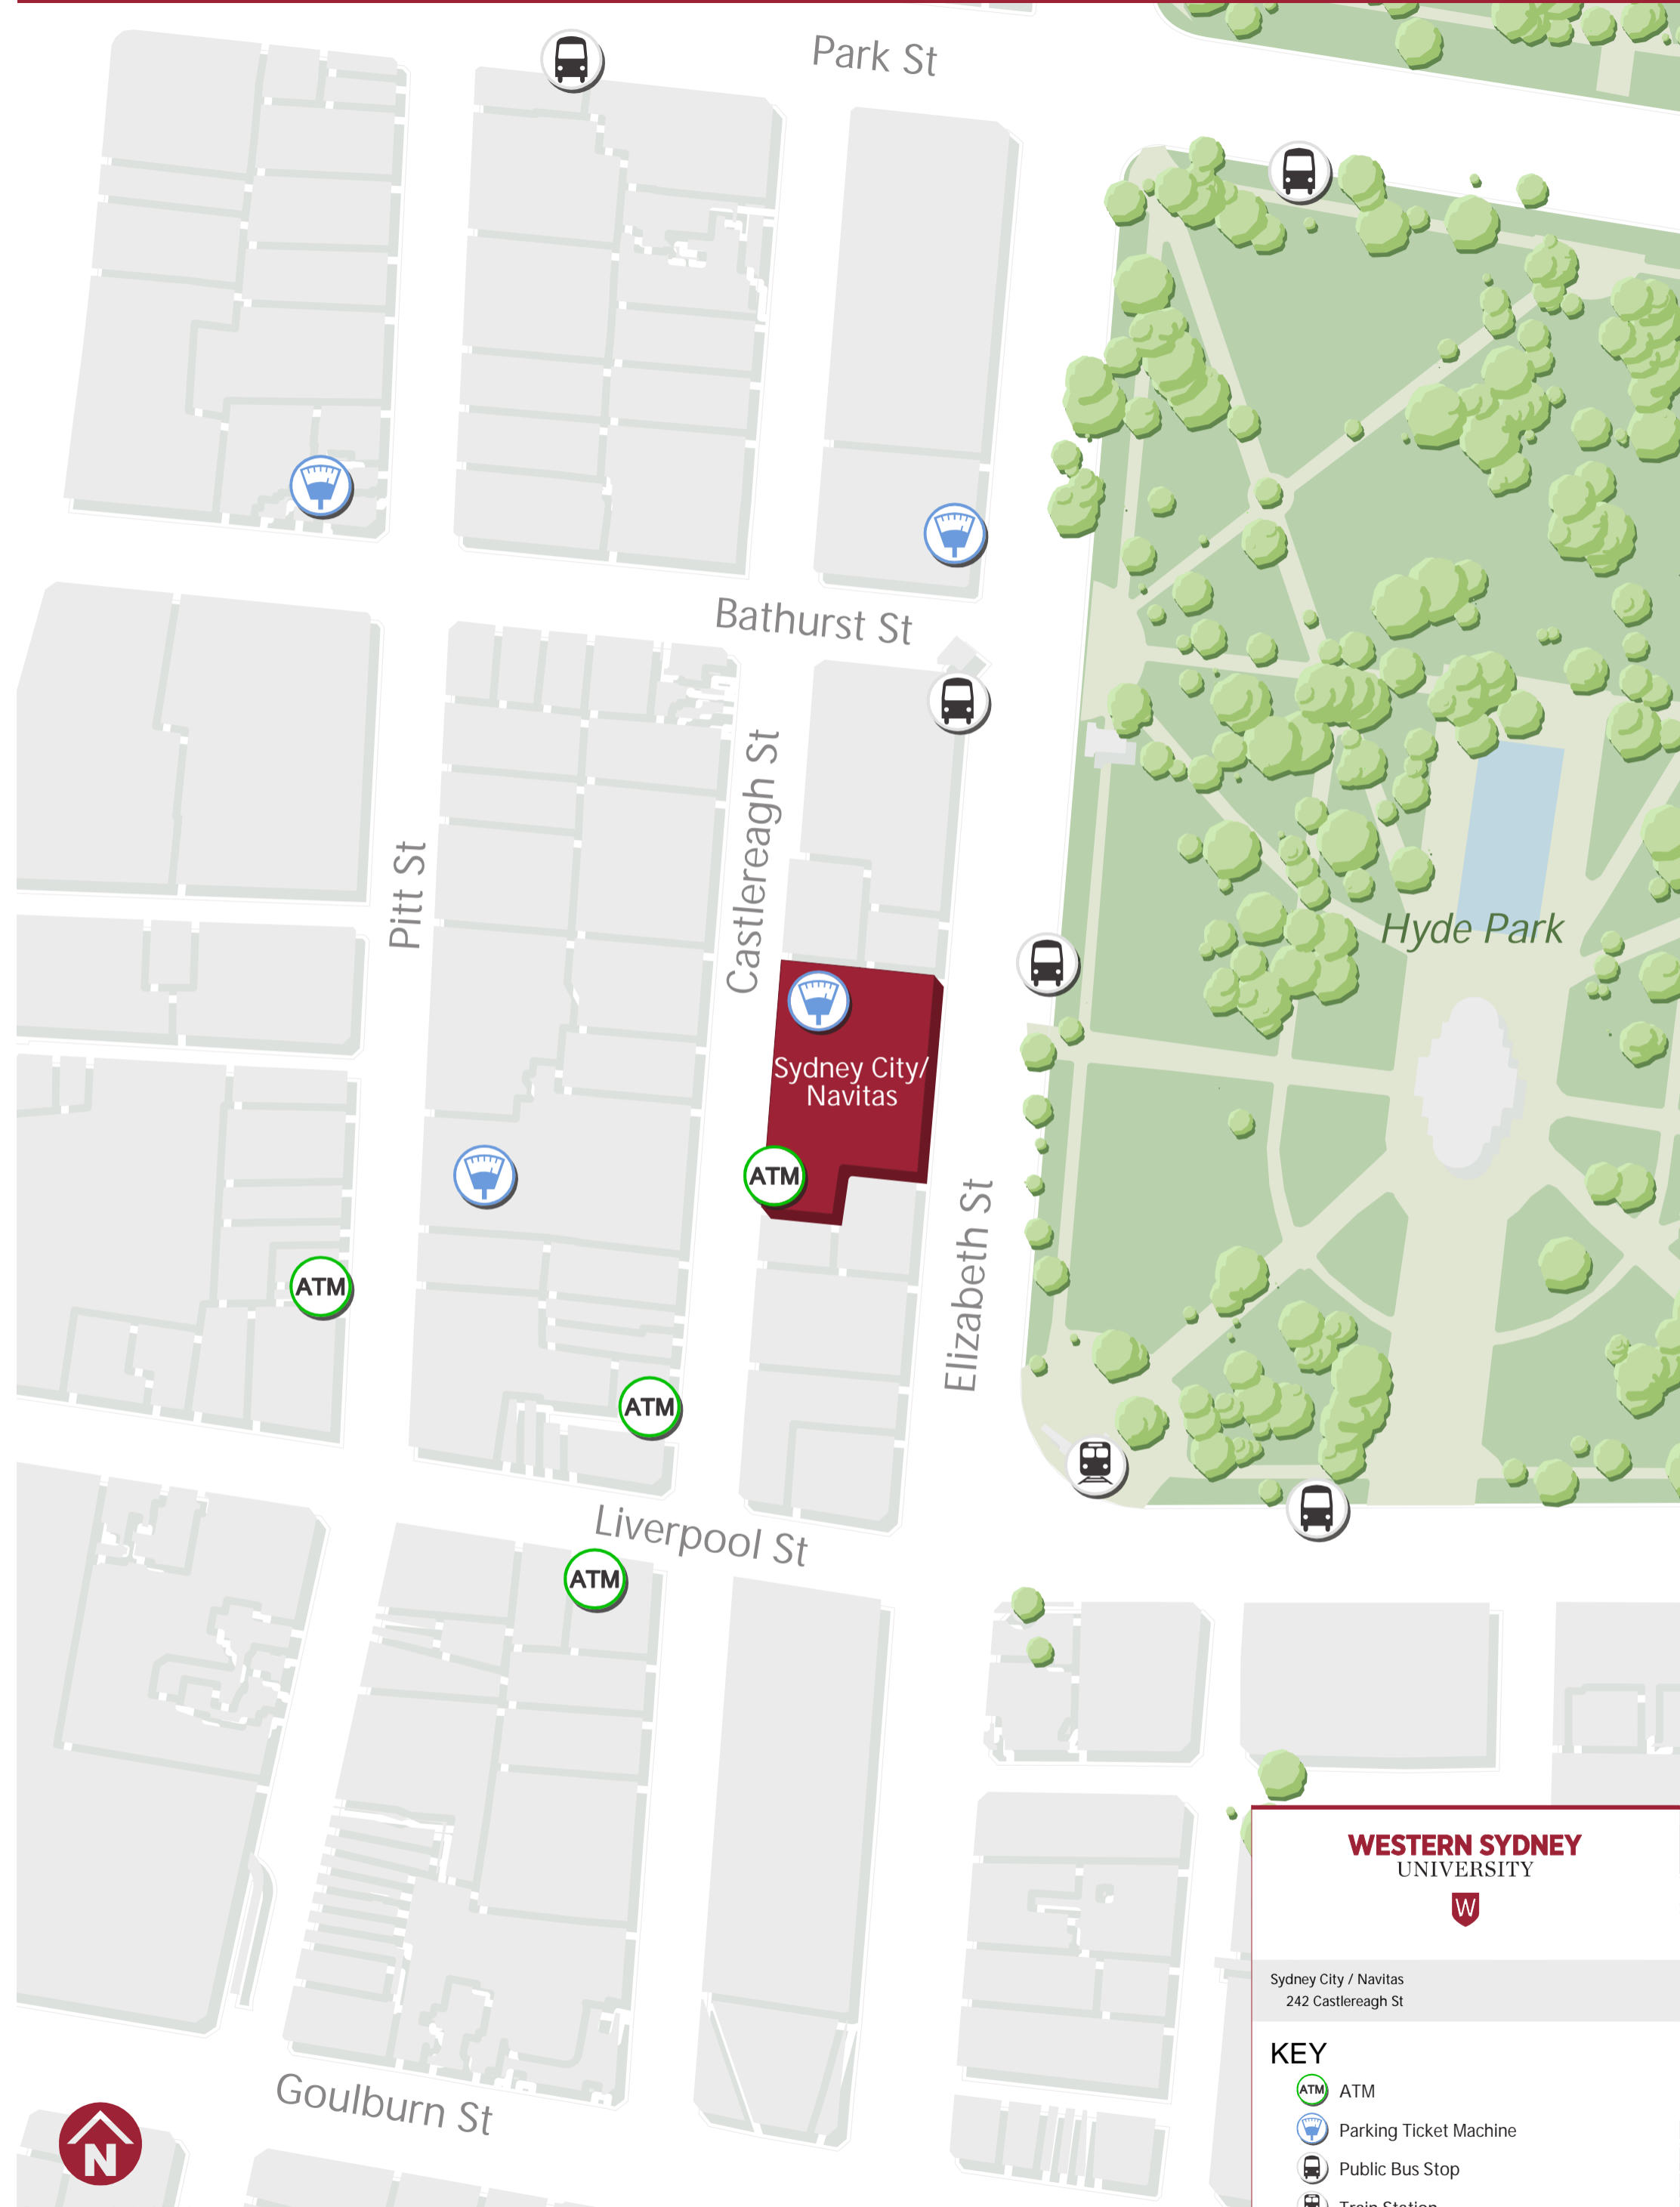 Park St
Bathurst St
Castlereagh St
Pitt St
Hyde Park
Sydney City/
Navitas
ATM
Elizabeth St
ATM
ATM
Liverpool St
ATM
WESTERN SYDNEY
UNIVERSITY
W
Sydney City / Navitas
242 Castlereagh St
KEY
ATM ATM
Parking Ticket Machine
Public Bus Stop
Train Station
Goulburn St
N